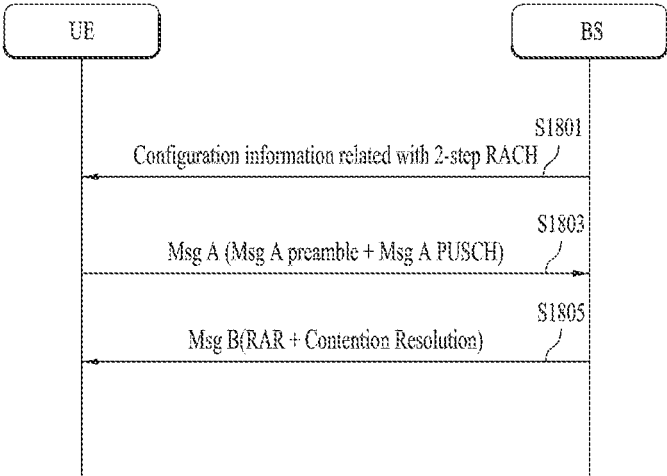 UE
BS
S1801
Configuration information related with 2-step RACH
S1803
Msg A (Msg A preamble + Msg A PUSCH)
S1805
Msg B(RAR + Contention Resolution)